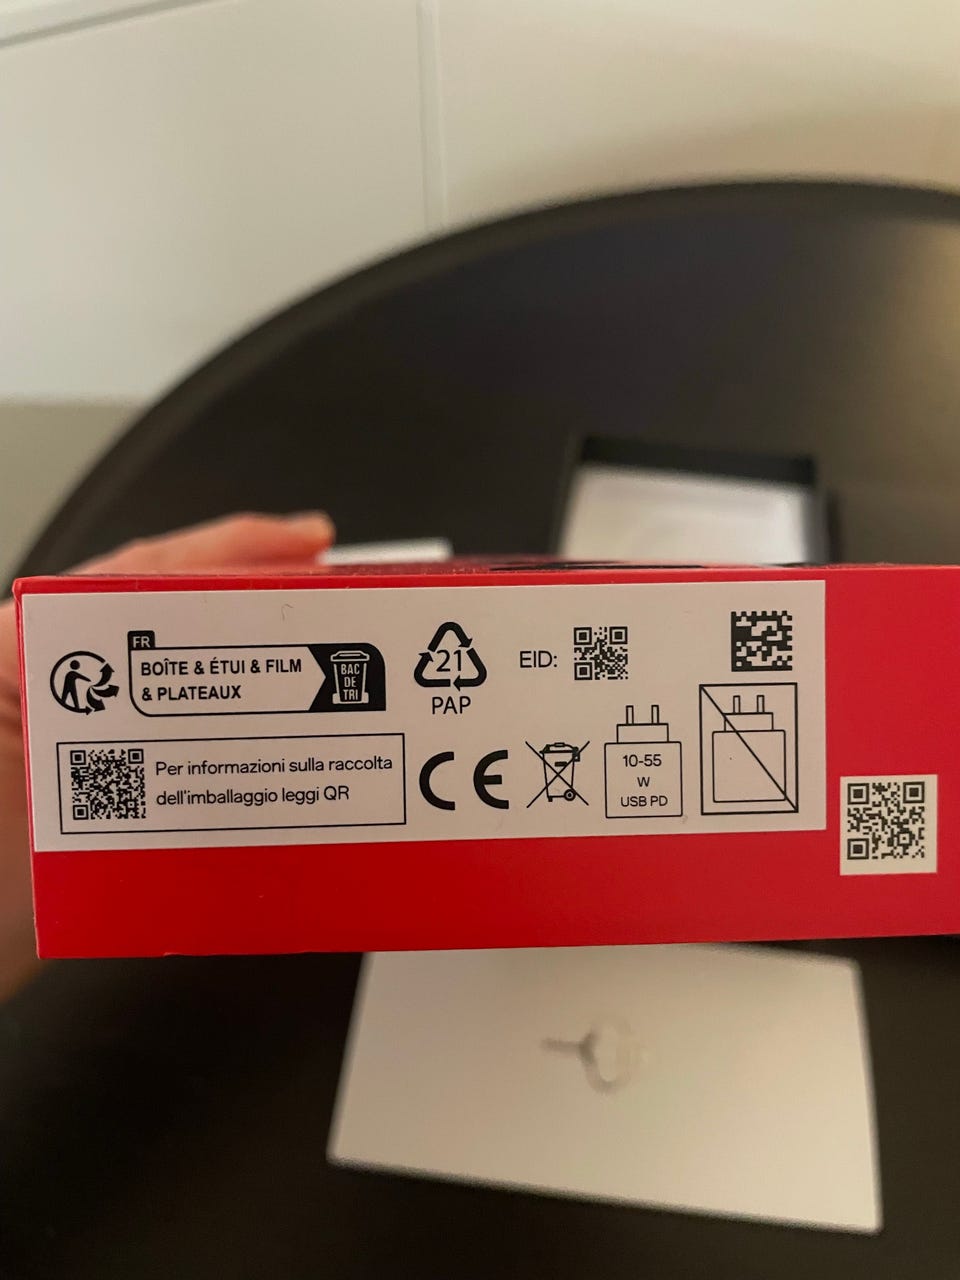 FR
BOÎTE & ÉTUI & FILM
& PLATEAUX
BAC
DE
TRI
21
PAP
EID:
Per informazioni sulla raccolta
dell'imballaggio leggi QR
CE
10-55
W
USB PD